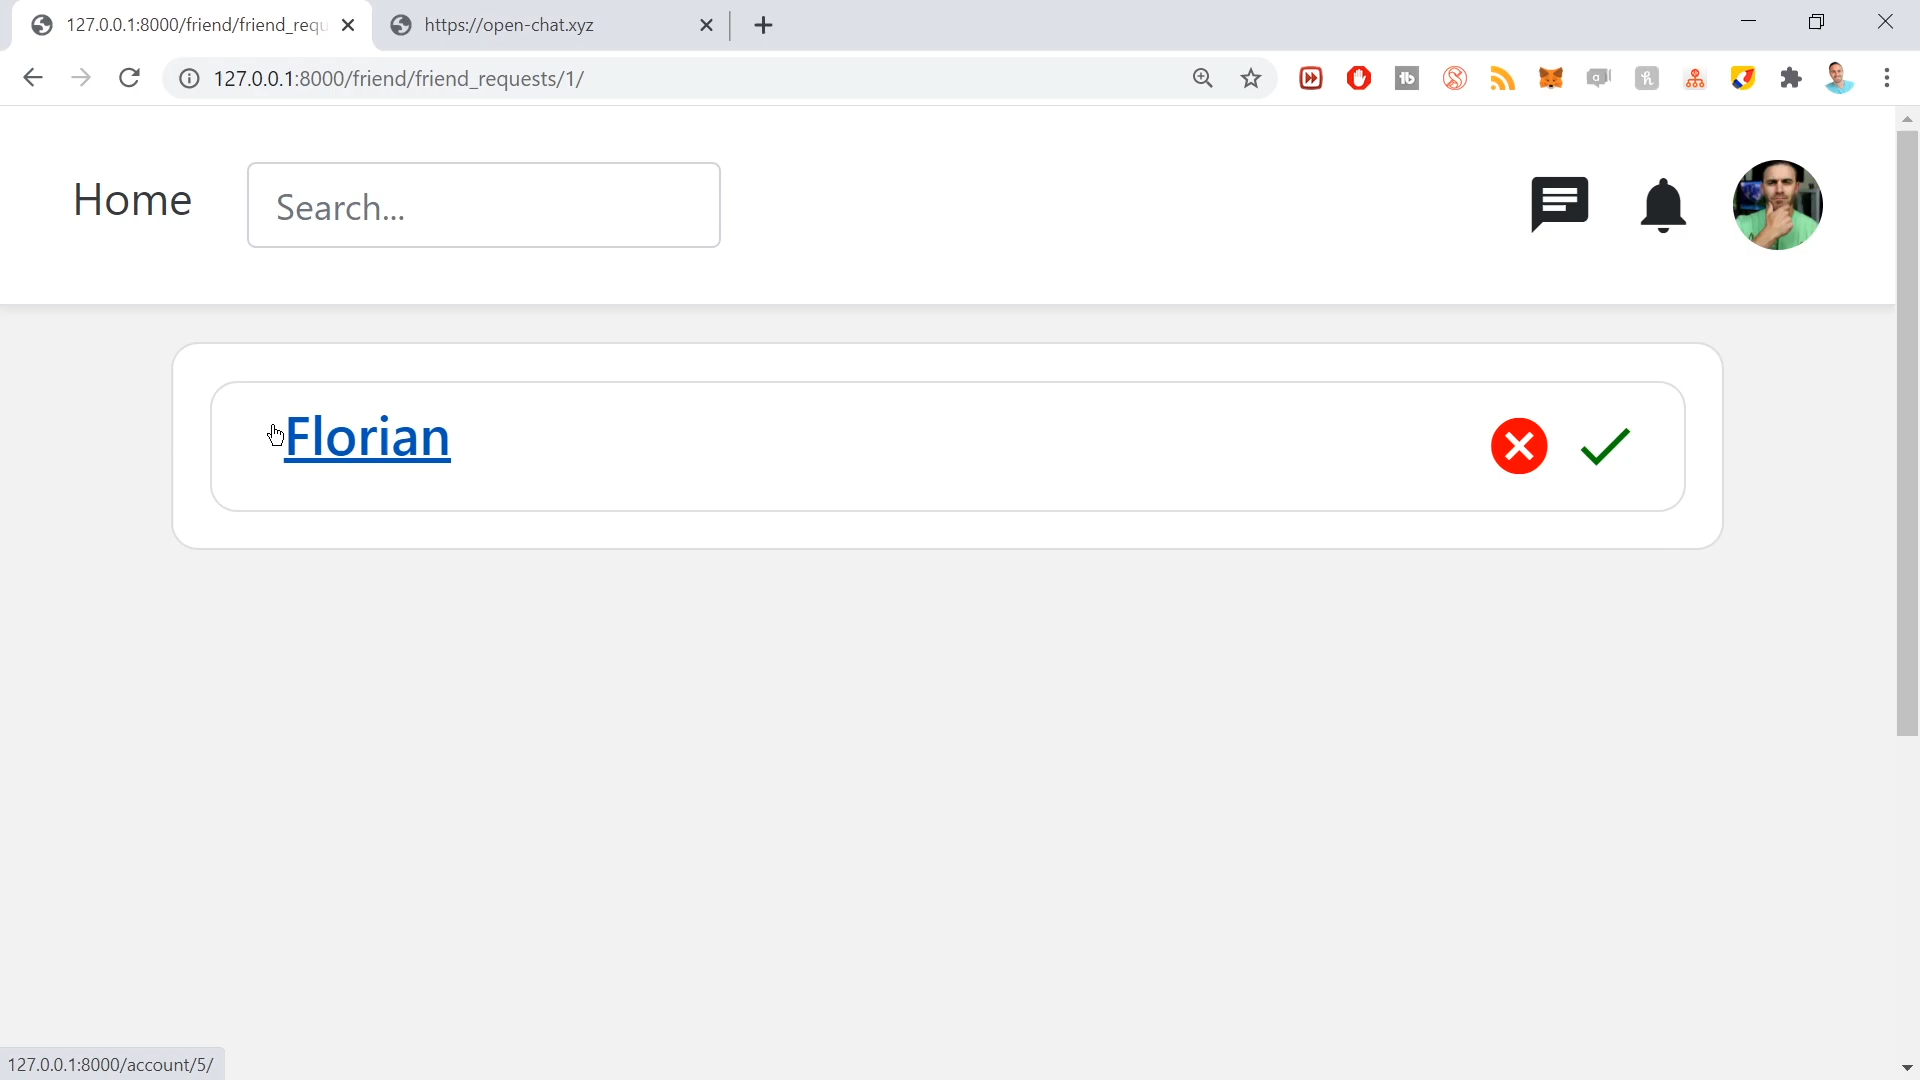 127.0.0.1:8000/friend/friend_requ
https://open-chat.xyz
127.0.0.1:8000/friend/friend_requests/1/
Home
Search...
Florian
127.0.0.1:8000/account/5/